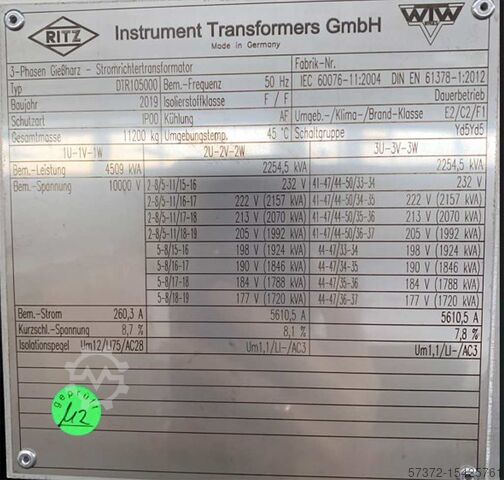 RITZ
Instrument Transformers GmbH
Made in Germany
WTW
3-Phasen Gießharz - Stromrichtertransformator Fabrik-Nr.
Typ DTR105000 Bem.-Frequenz 50 Hz IEC 60076-11:2004 DIN EN 61378-1:2012
Baujahr 2019 Isolierstoffklasse F / F Dauerbetrieb
Schutzart IP00 Kühlung AF Umgeb.-/Klima-/Brand-Klasse E2/C2/F1
Gesamtmasse 11200 kg Umgebungstemp. 45 °C Schaltgruppe Yd5Yd5
1U-1V-1W 2U-2V-2W 3U-3V-3W
Bem.-Leistung 4509 kVA 2254,5 kVA 2254,5 kVA
Bem.-Spannung 10000 V 2-8/5-11/15-16 232 V 41-47/44-50/33-34 232 V
2-8/5-11/16-17 222 V (2157 kVA) 41-47/44-50/34-35 222 V (2157 kVA)
2-8/5-11/17-18 213 V (2070 kVA) 41-47/44-50/35-36 213 V (2070 kVA)
2-8/5-11/18-19 205 V (1992 kVA) 41-47/44-50/36-37 205 V (1992 kVA)
5-8/15-16 198 V (1924 kVA) 44-47/33-34 198 V (1924 kVA)
5-8/16-17 190 V (1846 kVA) 44-47/34-35 190 V (1846 kVA)
5-8/17-18 184 V (1788 kVA) 44-47/35-36 184 V (1788 kVA)
5-8/18-19 177 V (1720 kVA) 44-47/36-37 177 V (1720 kVA)
Bem.-Strom 260,3 A 5610,5 A 5610,5 A
Kurzschl.-Spannung 8,7 % 8,1 % 7,8 %
Isolationspegel Um12/LI75/AC28 Um1,1/LI-/AC3 Um1,1/LI-/AC3
geprüft
57372-15435761